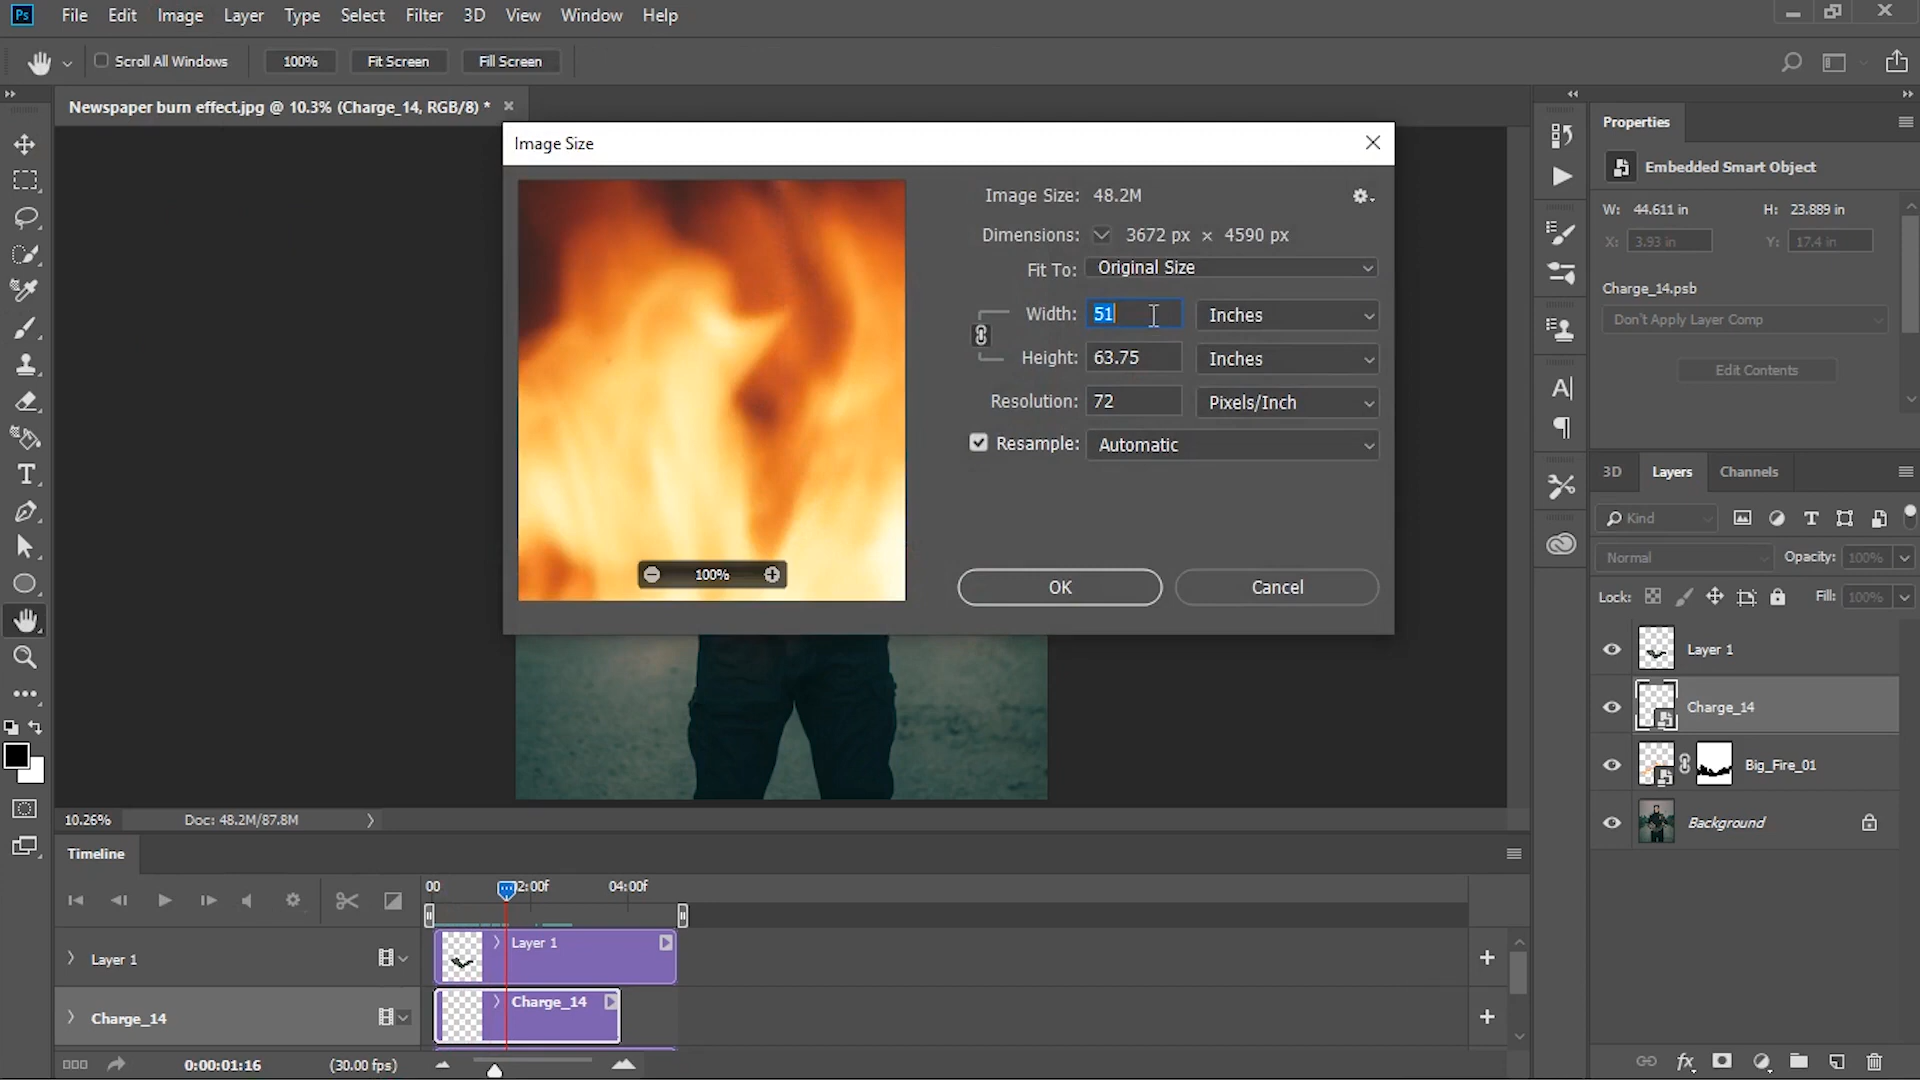 Ps File Edit Image Layer Type Select Filter 3D View Window Help
Scroll All Windows 100% Fit Screen Fill Screen
Newspaper burn effect.jpg @ 10.3% (Charge_14, RGB/8) *
Image Size
Image Size: 48.2M
Dimensions: 3672 px × 4590 px
Fit To: Original Size
Width: 51 Inches
Height: 63.75 Inches
Resolution: 72 Pixels/Inch
Resample: Automatic
100%
OK Cancel
Properties
Embedded Smart Object
W: 44.611 in H: 23.889 in
X: 3.93 in Y: 17.4 in
Charge_14.psb
Don't Apply Layer Comp
Edit Contents
3D Layers Channels
Kind
Normal Opacity: 100%
Lock: Fill: 100%
Layer 1
Charge_14
Big_Fire_01
Background
10.26% Doc: 48.2M/87.8M
Timeline
00 02:00f 04:00f
Layer 1 Layer 1
Charge_14 Charge_14
0:00:01:16 (30.00 fps)